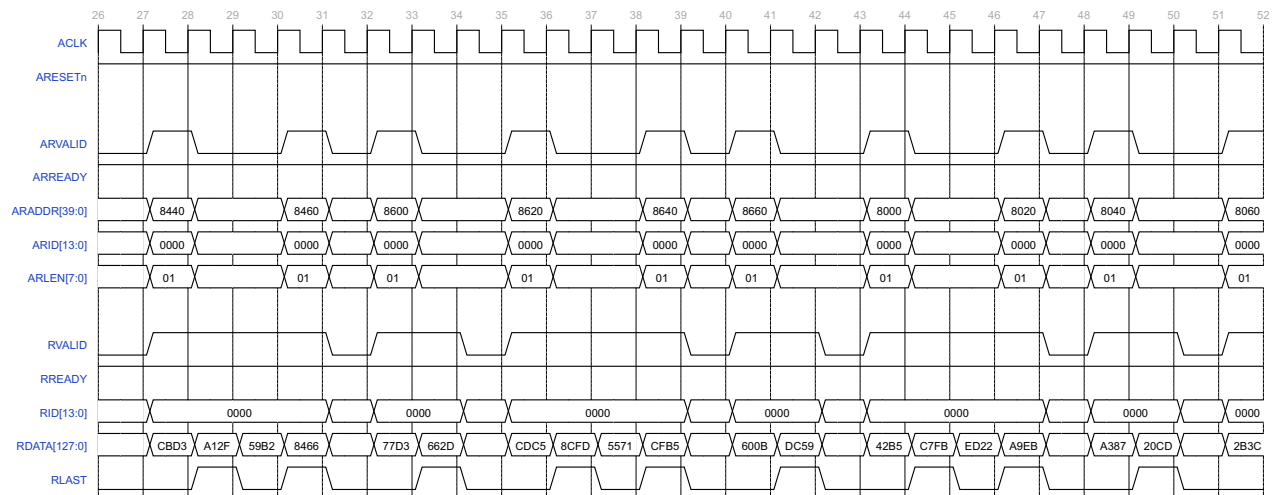 26 27 28 29 30 31 32 33 34 35 36 37 38 39 40 41 42 43 44 45 46 47 48 49 50 51 52
ACLK
ARESETn
ARVALID
ARREADY
ARADDR[39:0] 8440 8460 8600 8620 8640 8660 8000 8020 8040 8060
ARID[13:0] 0000 0000 0000 0000 0000 0000 0000 0000 0000 0000
ARLEN[7:0] 01 01 01 01 01 01 01 01 01 01
RVALID
RREADY
RID[13:0] 0000 0000 0000 0000 0000 0000 0000
RDATA[127:0] CBD3 A12F 59B2 8466 77D3 662D CDC5 8CFD 5571 CFB5 600B DC59 42B5 C7FB ED22 A9EB A387 20CD 2B3C
RLAST